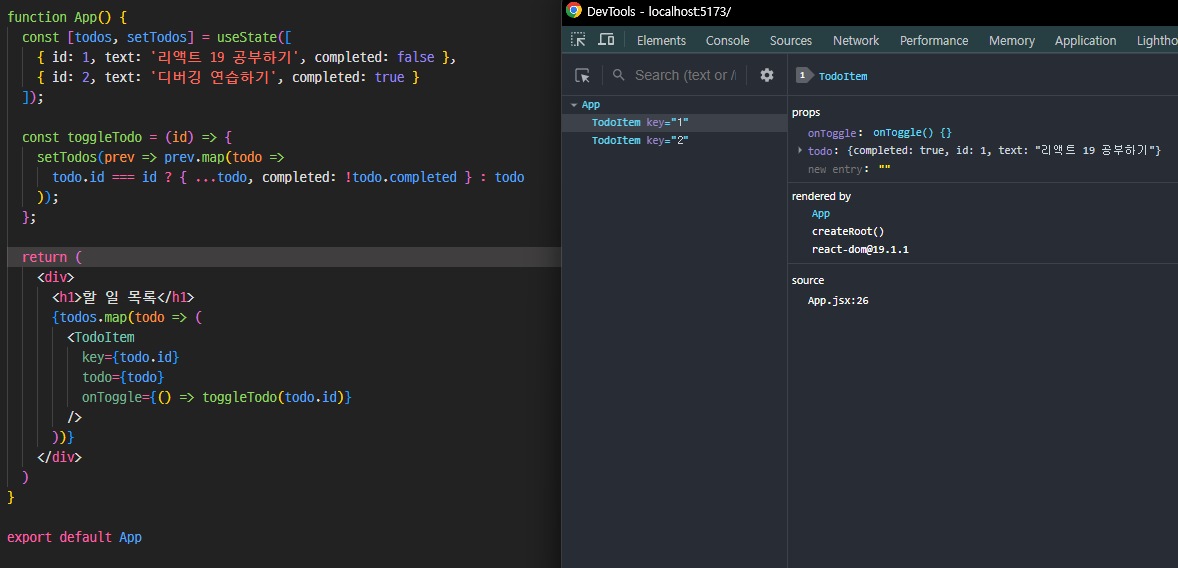 function App() {
const [todos, setTodos] = useState([
{ id: 1, text: '리액트 19 공부하기', completed: false },
{ id: 2, text: '디버깅 연습하기', completed: true }
]);
const toggleTodo = (id) => {
setTodos(prev => prev.map(todo =>
todo.id === id ? { ...todo, completed: !todo.completed } : todo
));
};
return (
<div>
<h1>할 일 목록</h1>
{todos.map(todo => (
<TodoItem
key={todo.id}
todo={todo}
onToggle={() => toggleTodo(todo.id)}
/>
))}
</div>
)
}
export default App
DevTools - localhost:5173/
Elements Console Sources Network Performance Memory Application Lightho
Search (text or /
1 TodoItem
App
TodoItem key="1"
TodoItem key="2"
props
onToggle: onToggle() {}
todo: {completed: true, id: 1, text: "리액트 19 공부하기"}
new entry: ""
rendered by
App
createRoot()
react-dom@19.1.1
source
App.jsx:26